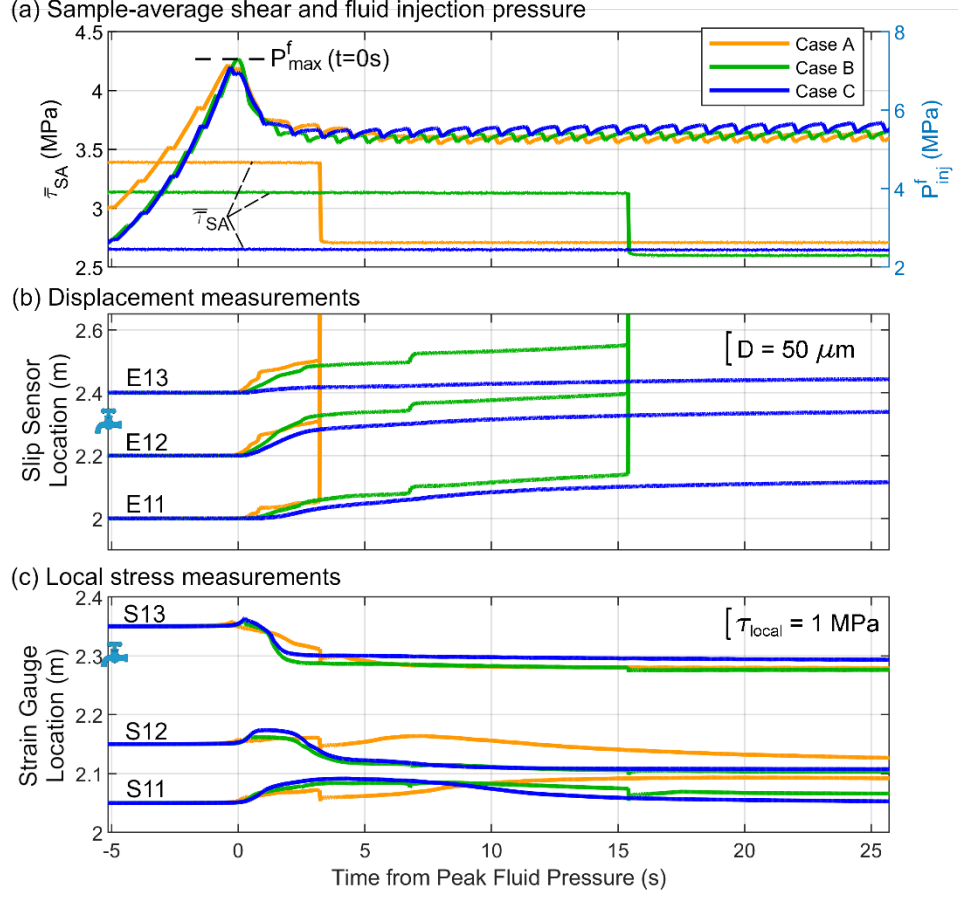 (a) Sample-average shear and fluid injection pressure
4.5
4
3.5
3
2.5
τ̄SA (MPa)
P^f_max (t=0s)
τ̿SA
Case A
Case B
Case C
8
6
4
2
P^f_inj (MPa)
(b) Displacement measurements
2.6
2.4
2.2
2
Slip Sensor
Location (m)
E13
E12
E11
D = 50 μm
(c) Local stress measurements
2.4
2.3
2.2
2.1
2
Strain Gauge
Location (m)
S13
S12
S11
τlocal = 1 MPa
-5 0 5 10 15 20 25
Time from Peak Fluid Pressure (s)